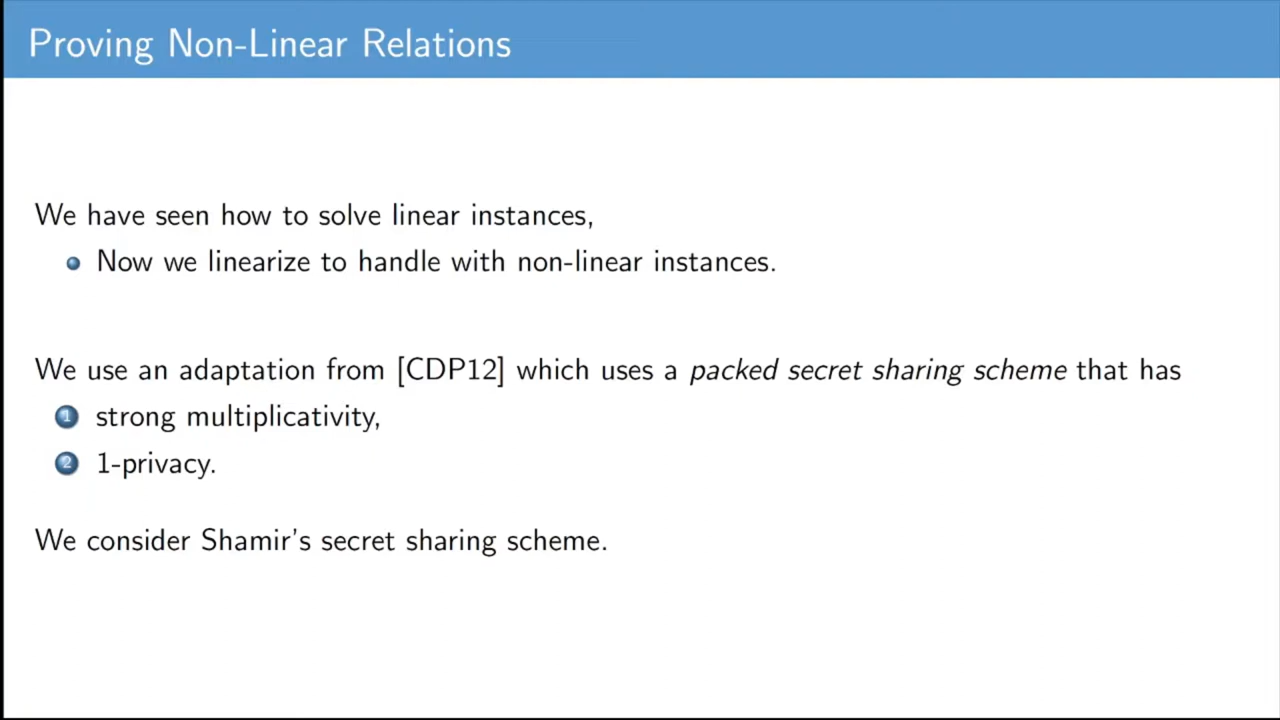 Proving Non-Linear Relations
We have seen how to solve linear instances,
Now we linearize to handle with non-linear instances.
We use an adaptation from [CDP12] which uses a packed secret sharing scheme that has
1 strong multiplicativity,
2 1-privacy.
We consider Shamir's secret sharing scheme.